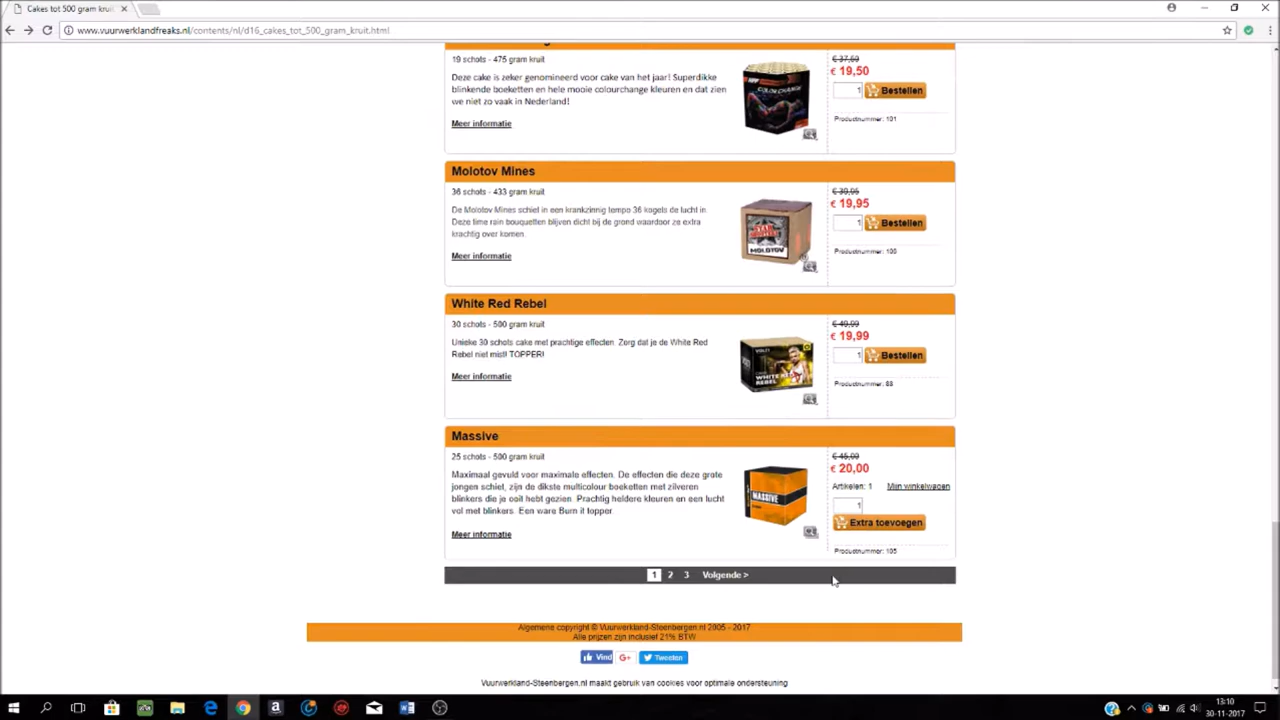 Cakes tot 500 gram kruit
www.vuurwerklandfreaks.nl/contents/nl/d16_cakes_tot_500_gram_kruit.html
19 schots - 475 gram kruit
Deze cake is zeker genomineerd voor cake van het jaar! Superdikke
blinkende boeketten en hele mooie colourchange kleuren en dat zien
we niet zo vaak in Nederland!
Meer informatie
COLOR CHANGE
€ 19,50
1 Bestellen
Productnummer: 101
Molotov Mines
36 schots - 433 gram kruit
De Molotov Mines schiet in een krankzinnig tempo 36 kogels de lucht in.
Deze time rain bouquetten blijven dicht bij de grond waardoor ze extra
krachtig over komen.
Meer informatie
MOLOTOV
€ 39,95
€ 19,95
1 Bestellen
Productnummer: 100
White Red Rebel
30 schots - 500 gram kruit
Unieke 30 schots cake met prachtige effecten. Zorg dat je de White Red
Rebel niet mist! TOPPER!
Meer informatie
WHITE RED
REBEL
€ 49,99
€ 19,99
1 Bestellen
Productnummer: 88
Massive
25 schots - 500 gram kruit
Maximaal gevuld voor maximale effecten. De effecten die deze grote
jongen schiet, zijn de dikste multicolour boeketten met zilveren
blinkers die je ooit hebt gezien. Prachtig heldere kleuren en een lucht
vol met blinkers. Een ware Burn it topper.
Meer informatie
MASSIVE
€ 45,00
€ 20,00
Artikelen: 1 Mijn winkelwagen
1
Extra toevoegen
Productnummer: 105
1 2 3 Volgende >
Algemene copyright © Vuurwerkland-Steenbergen.nl 2005 - 2017
Alle prijzen zijn inclusief 21% BTW
Vind G+ Tweeten
Vuurwerkland-Steenbergen.nl maakt gebruik van cookies voor optimale ondersteuning
13:10
30-11-2017